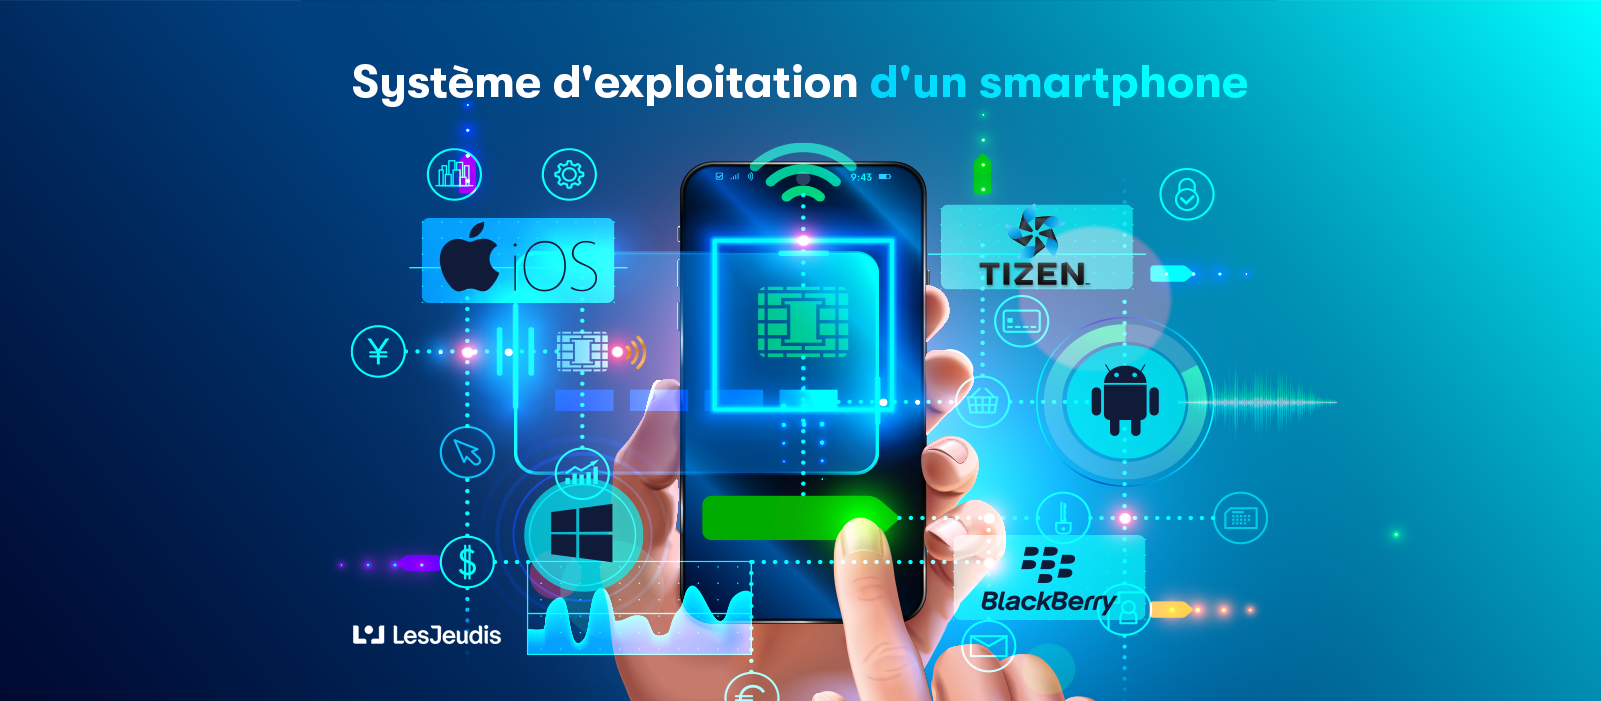 Système d'exploitation d'un smartphone
9:43
iOS
TIZEN
BlackBerry
LesJeudis